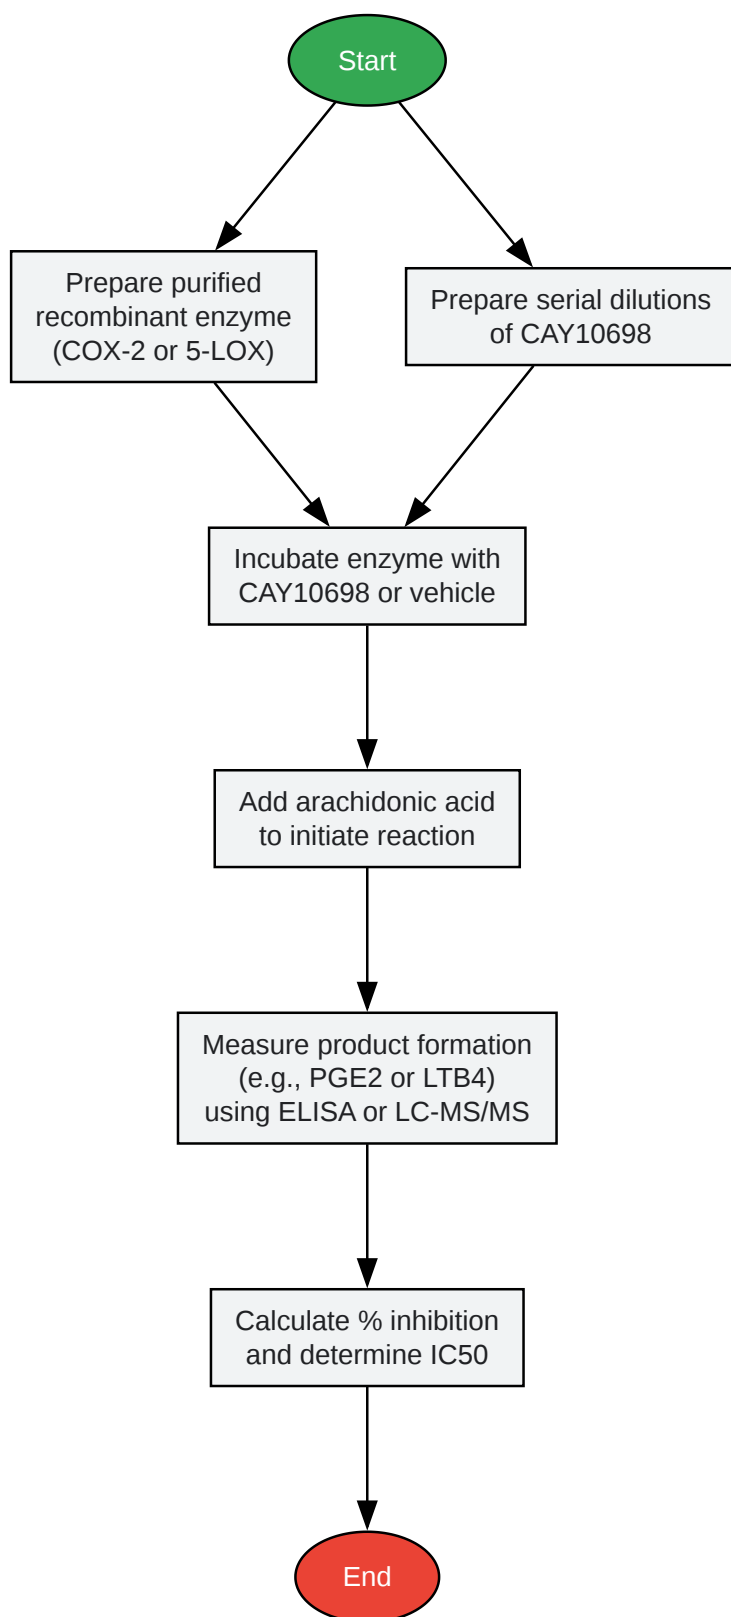 Start
Prepare purified
recombinant enzyme
(COX-2 or 5-LOX)
Prepare serial dilutions
of CAY10698
Incubate enzyme with
CAY10698 or vehicle
Add arachidonic acid
to initiate reaction
Measure product formation
(e.g., PGE2 or LTB4)
using ELISA or LC-MS/MS
Calculate % inhibition
and determine IC50
End